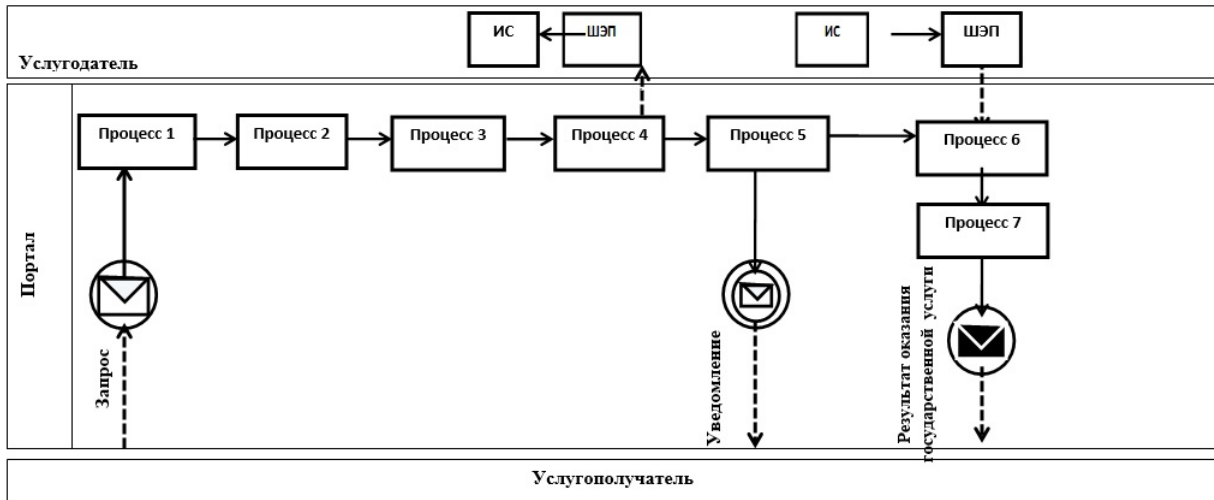 ИС
ШЭП
ИС
ШЭП
Услугодатель
Процесс 1
Процесс 2
Процесс 3
Процесс 4
Процесс 5
Процесс 6
Процесс 7
Портал
Запрос
Уведомление
Результат оказания
государственной услуги
Услугополучатель